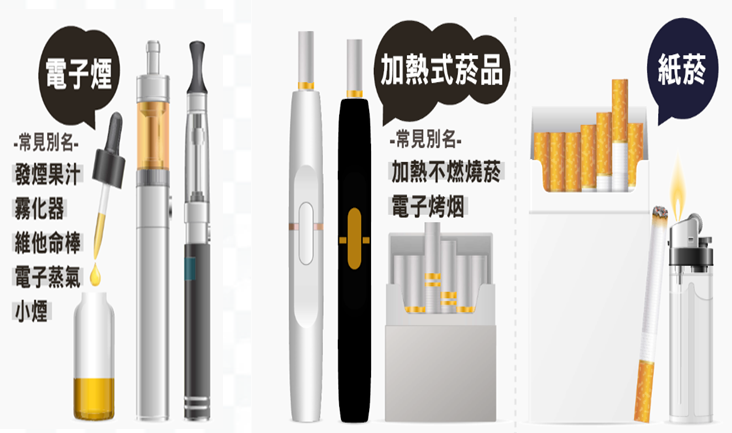 電子煙
-常見別名-
發煙果汁
霧化器
維他命棒
電子蒸氣
小煙
加熱式菸品
-常見別名-
加熱不燃燒菸
電子烤烟
紙菸